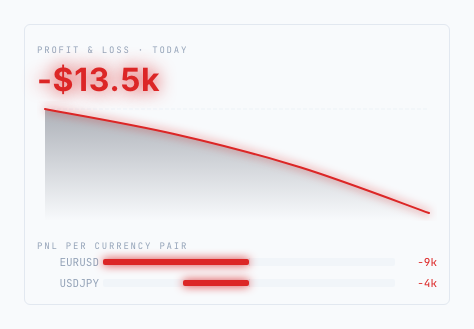 PROFIT & LOSS · TODAY
-$13.5k
PNL PER CURRENCY PAIR
EURUSD -9k
USDJPY -4k